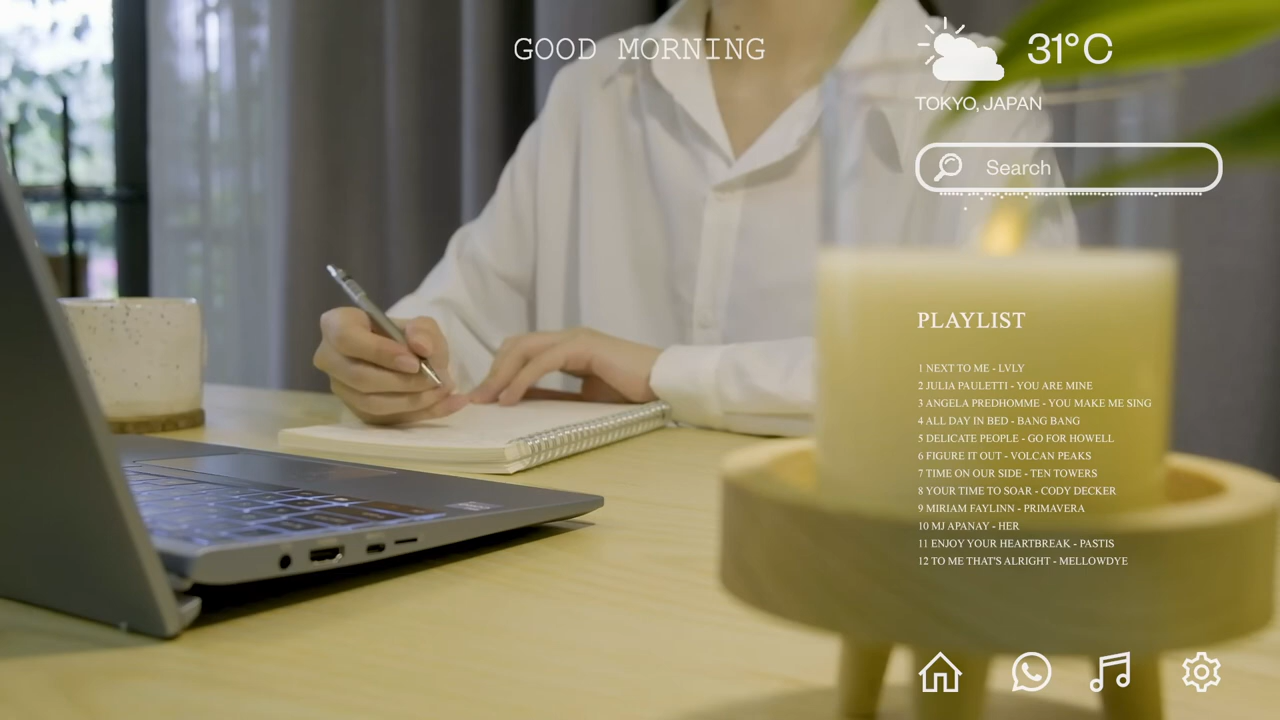 GOOD MORNING
31°C
TOKYO, JAPAN
Search
PLAYLIST
1 NEXT TO ME - LVLY
2 JULIA PAULETTI - YOU ARE MINE
3 ANGELA PREDHOMME - YOU MAKE ME SING
4 ALL DAY IN BED - BANG BANG
5 DELICATE PEOPLE - GO FOR HOWELL
6 FIGURE IT OUT - VOLCAN PEAKS
7 TIME ON OUR SIDE - TEN TOWERS
8 YOUR TIME TO SOAR - CODY DECKER
9 MIRIAM FAYLINN - PRIMAVERA
10 MJ APANAY - HER
11 ENJOY YOUR HEARTBREAK - PASTIS
12 TO ME THAT'S ALRIGHT - MELLOWDYE